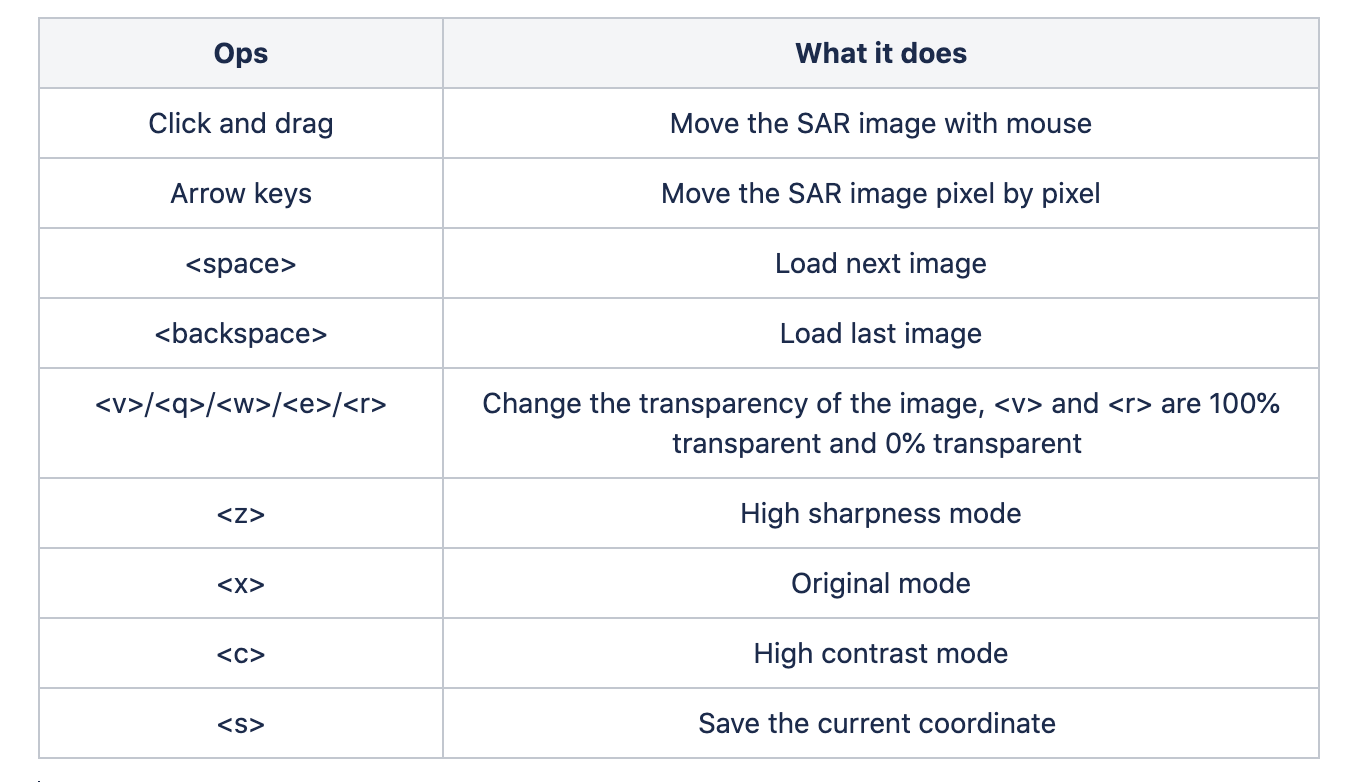 Ops What it does
Click and drag Move the SAR image with mouse
Arrow keys Move the SAR image pixel by pixel
<space> Load next image
<backspace> Load last image
<v>/<q>/<w>/<e>/<r> Change the transparency of the image, <v> and <r> are 100%
transparent and 0% transparent
<z> High sharpness mode
<x> Original mode
<c> High contrast mode
<s> Save the current coordinate